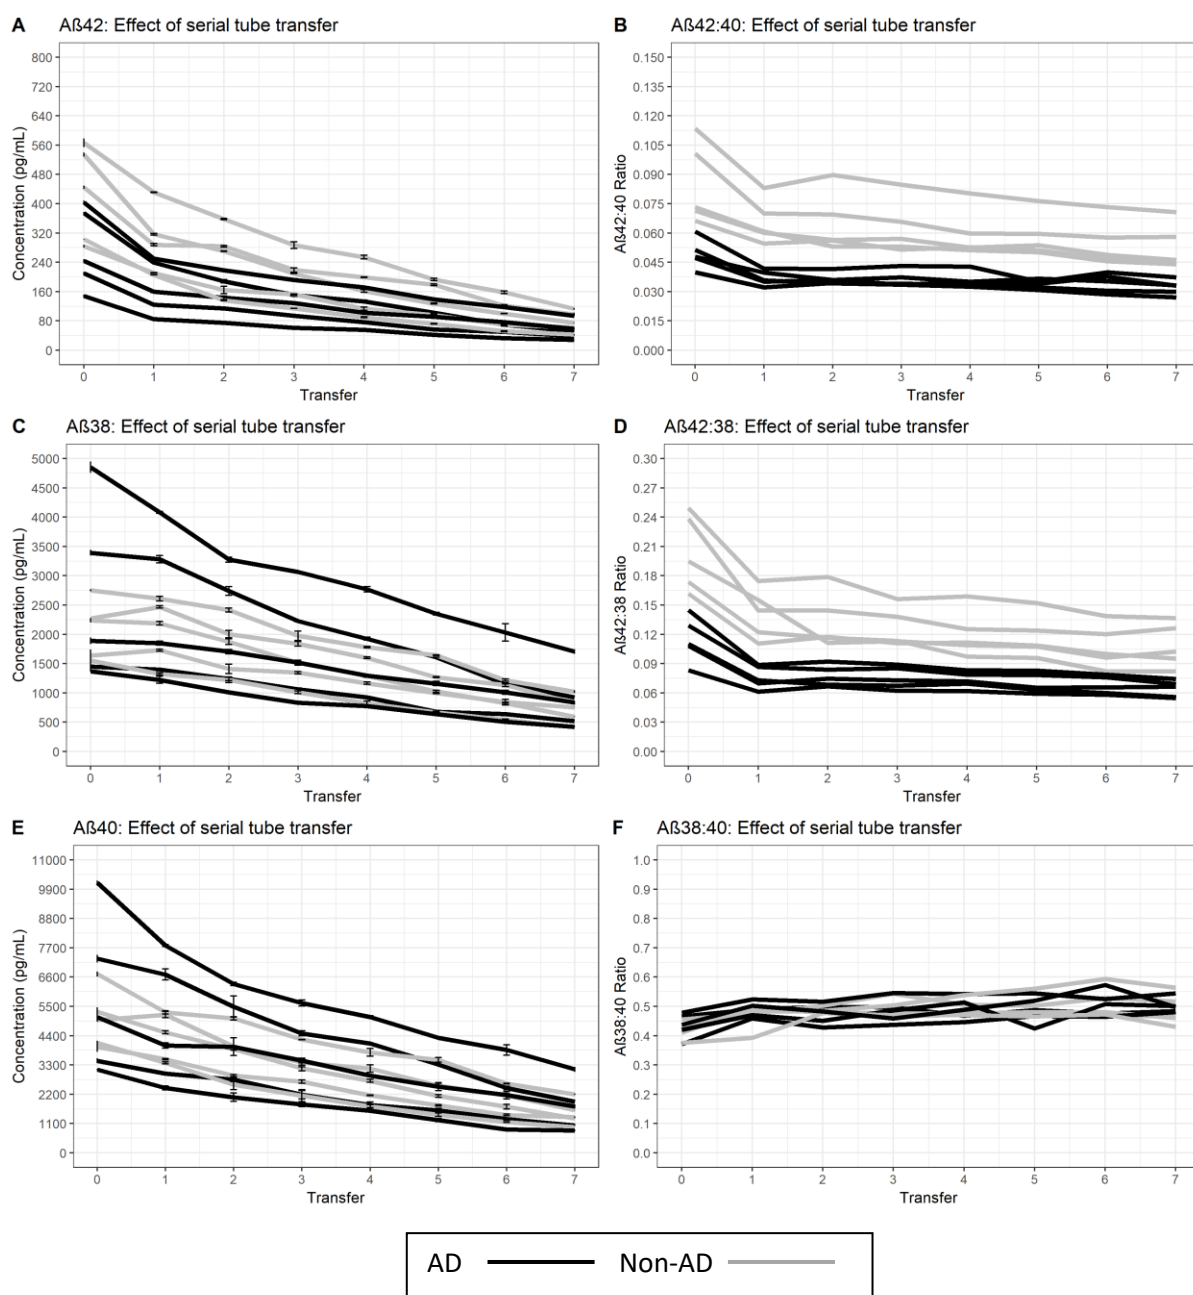 A Aß42: Effect of serial tube transfer
800
720
640
560
480
400
320
240
160
80
0
Concentration (pg/mL)
0 1 2 3 4 5 6 7
Transfer
B Aß42:40: Effect of serial tube transfer
0.150
0.135
0.120
0.105
0.090
0.075
0.060
0.045
0.030
0.015
0.000
Aß42:40 Ratio
0 1 2 3 4 5 6 7
Transfer
C Aß38: Effect of serial tube transfer
5000
4500
4000
3500
3000
2500
2000
1500
1000
500
0
Concentration (pg/mL)
0 1 2 3 4 5 6 7
Transfer
D Aß42:38: Effect of serial tube transfer
0.30
0.27
0.24
0.21
0.18
0.15
0.12
0.09
0.06
0.03
0.00
Aß42:38 Ratio
0 1 2 3 4 5 6 7
Transfer
E Aß40: Effect of serial tube transfer
11000
9900
8800
7700
6600
5500
4400
3300
2200
1100
0
Concentration (pg/mL)
0 1 2 3 4 5 6 7
Transfer
F Aß38:40: Effect of serial tube transfer
1.0
0.9
0.8
0.7
0.6
0.5
0.4
0.3
0.2
0.1
0.0
Aß38:40 Ratio
0 1 2 3 4 5 6 7
Transfer
AD Non-AD